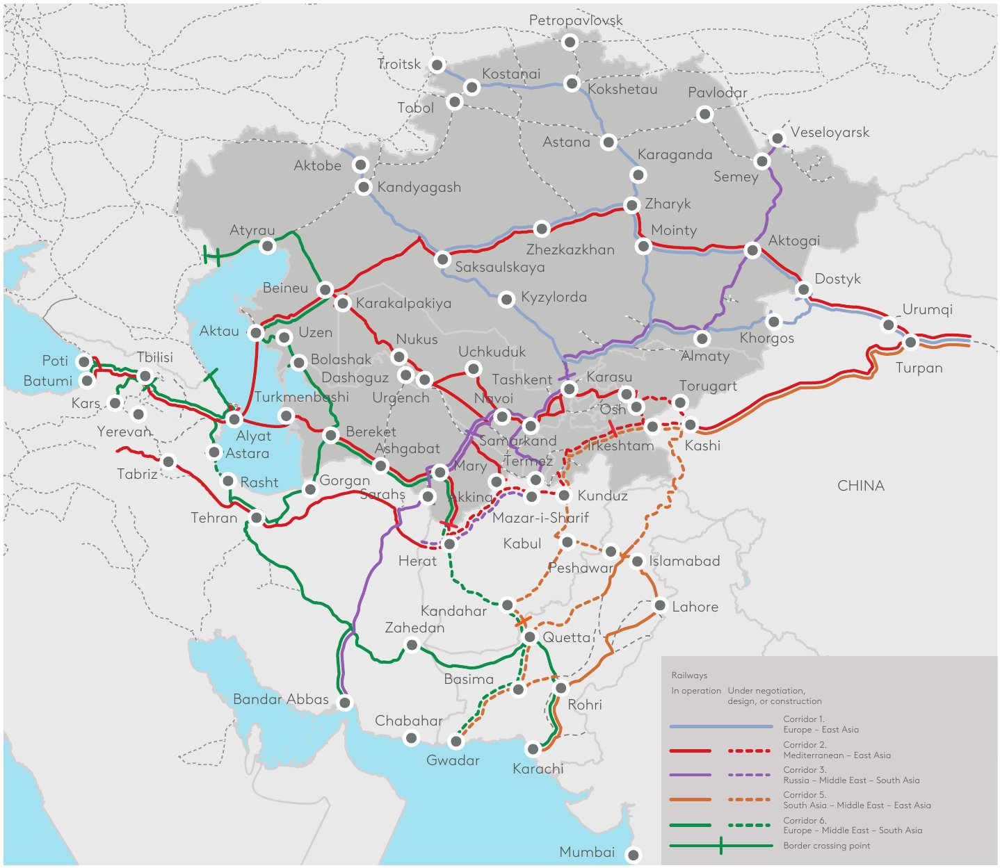 Petropavlovsk
Troitsk
Kostanai
Kokshetau
Pavlodar
Tobol
Veseloyarsk
Astana
Karaganda
Aktobe
Semey
Kandyagash
Zharyk
Atyrau
Mointy
Zhezkazkhan
Aktogai
Saksaulskaya
Dostyk
Beineu
Karakalpakiya
Kyzylorda
Urumqi
Aktau
Uzen
Khorgos
Nukus
Uchkuduk
Almaty
Poti
Tbilisi
Bolashak
Turpan
Batumi
Dashoguz
Tashkent
Karasu
Torugart
Kars
Turkmenbashi
Urgench
Navoi
Osh
Yerevan
Alyat
Bereket
Samarkand
Irkeshtam
Kashi
Astara
Ashgabat
Mary
Termez
Tabriz
Rasht
Gorgan
Sarahs
Akkina
Kunduz
CHINA
Tehran
Mazar-i-Sharif
Herat
Kabul
Peshawar
Islamabad
Kandahar
Lahore
Zahedan
Quetta
Basima
Bandar Abbas
Rohri
Chabahar
Gwadar
Karachi
Mumbai
Railways
In operation
Under negotiation,
design, or construction
Corridor 1.
Europe – East Asia
Corridor 2.
Mediterranean – East Asia
Corridor 3.
Russia – Middle East – South Asia
Corridor 5.
South Asia – Middle East – East Asia
Corridor 6.
Europe – Middle East – South Asia
Border crossing point